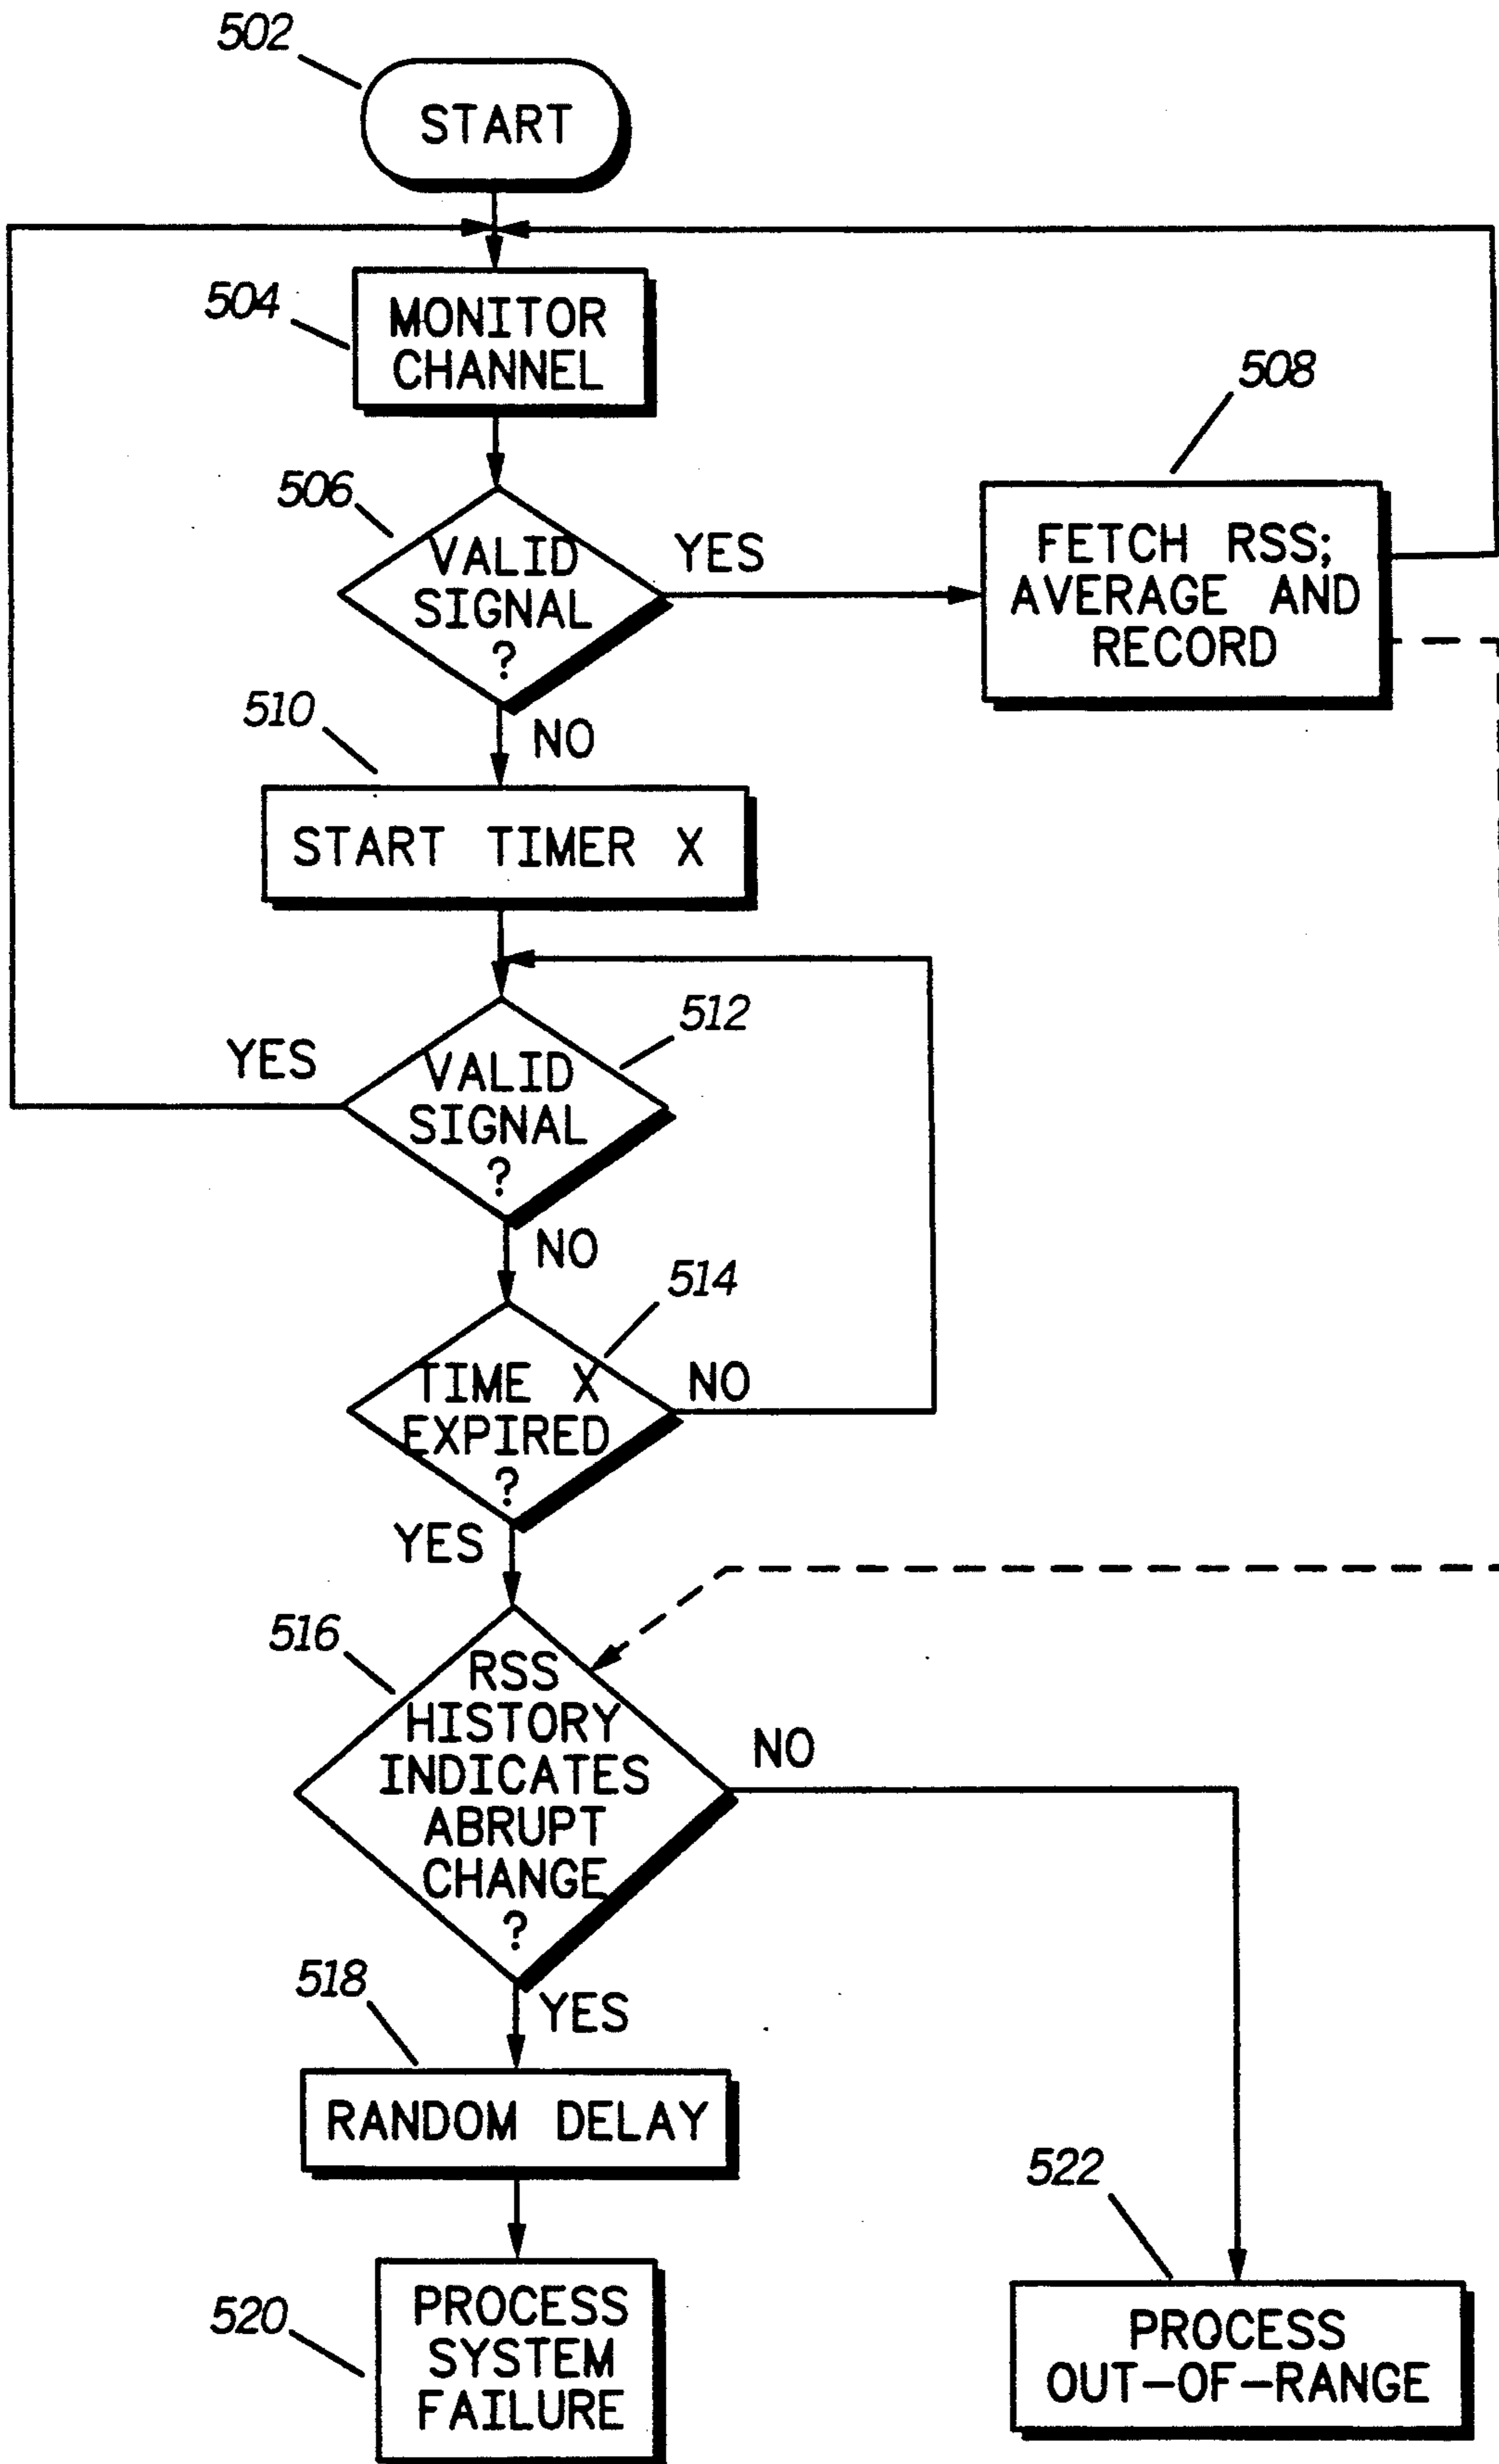 502
START
504
MONITOR
CHANNEL
508
506
VALID
SIGNAL
?
YES
FETCH RSS;
AVERAGE AND
RECORD
510
NO
START TIMER X
512
YES
VALID
SIGNAL
?
NO
514
TIME X
EXPIRED
?
NO
YES
516
RSS
HISTORY
INDICATES
ABRUPT
CHANGE
?
NO
518
YES
RANDOM DELAY
522
520
PROCESS
SYSTEM
FAILURE
PROCESS
OUT-OF-RANGE